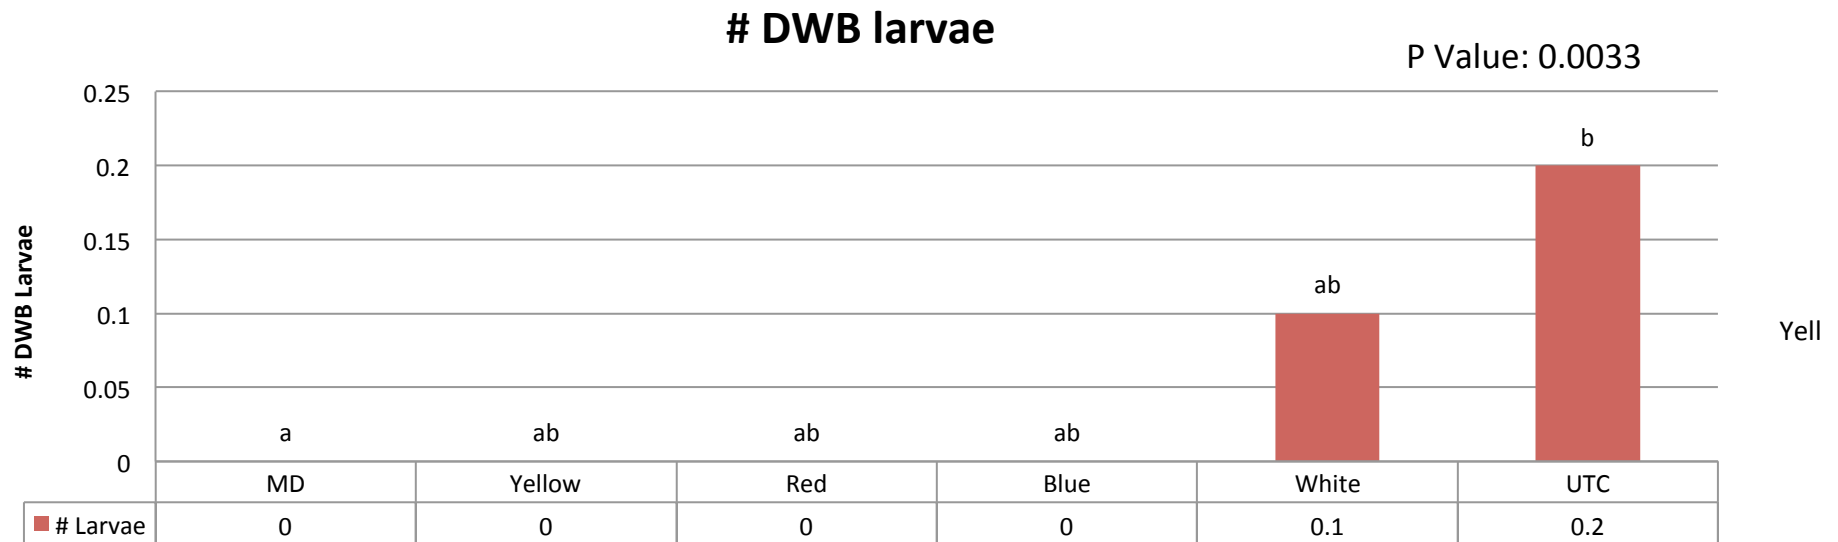 # DWB larvae
P Value: 0.0033
# DWB Larvae
0.25
0.2
0.15
0.1
0.05
0
a
ab
ab
ab
ab
b
MD Yellow Red Blue White UTC
# Larvae 0 0 0 0 0.1 0.2
Yell